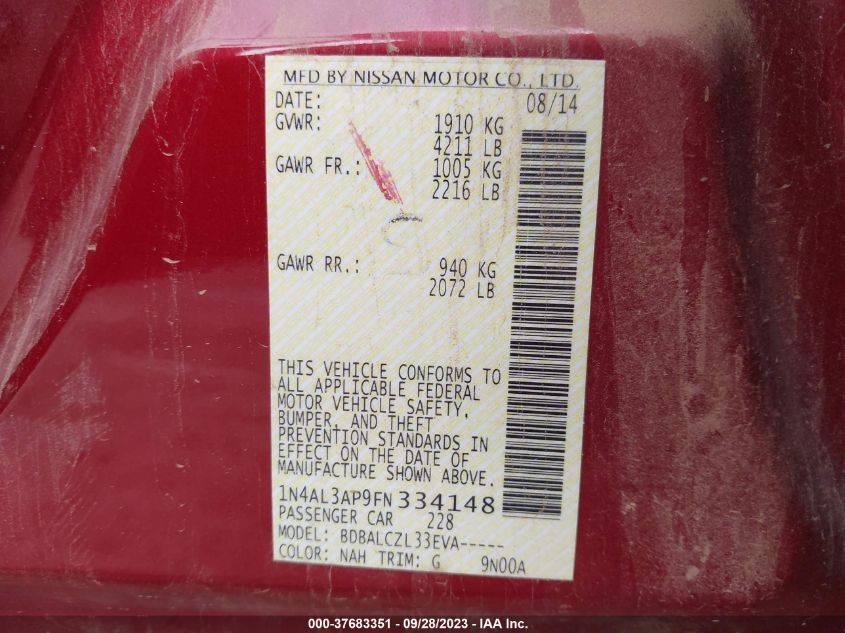 MFD BY NISSAN MOTOR CO., LTD.
DATE: 08/14
GVWR: 1910 KG
4211 LB
GAWR FR.: 1005 KG
2216 LB
GAWR RR.: 940 KG
2072 LB
THIS VEHICLE CONFORMS TO
ALL APPLICABLE FEDERAL
MOTOR VEHICLE SAFETY,
BUMPER, AND THEFT
PREVENTION STANDARDS IN
EFFECT ON THE DATE OF
MANUFACTURE SHOWN ABOVE.
1N4AL3AP9FN334148
PASSENGER CAR 228
MODEL: BDBALCZL33EVA-----
COLOR: NAH TRIM: G 9N00A
000-37683351 - 09/28/2023 - IAA Inc.